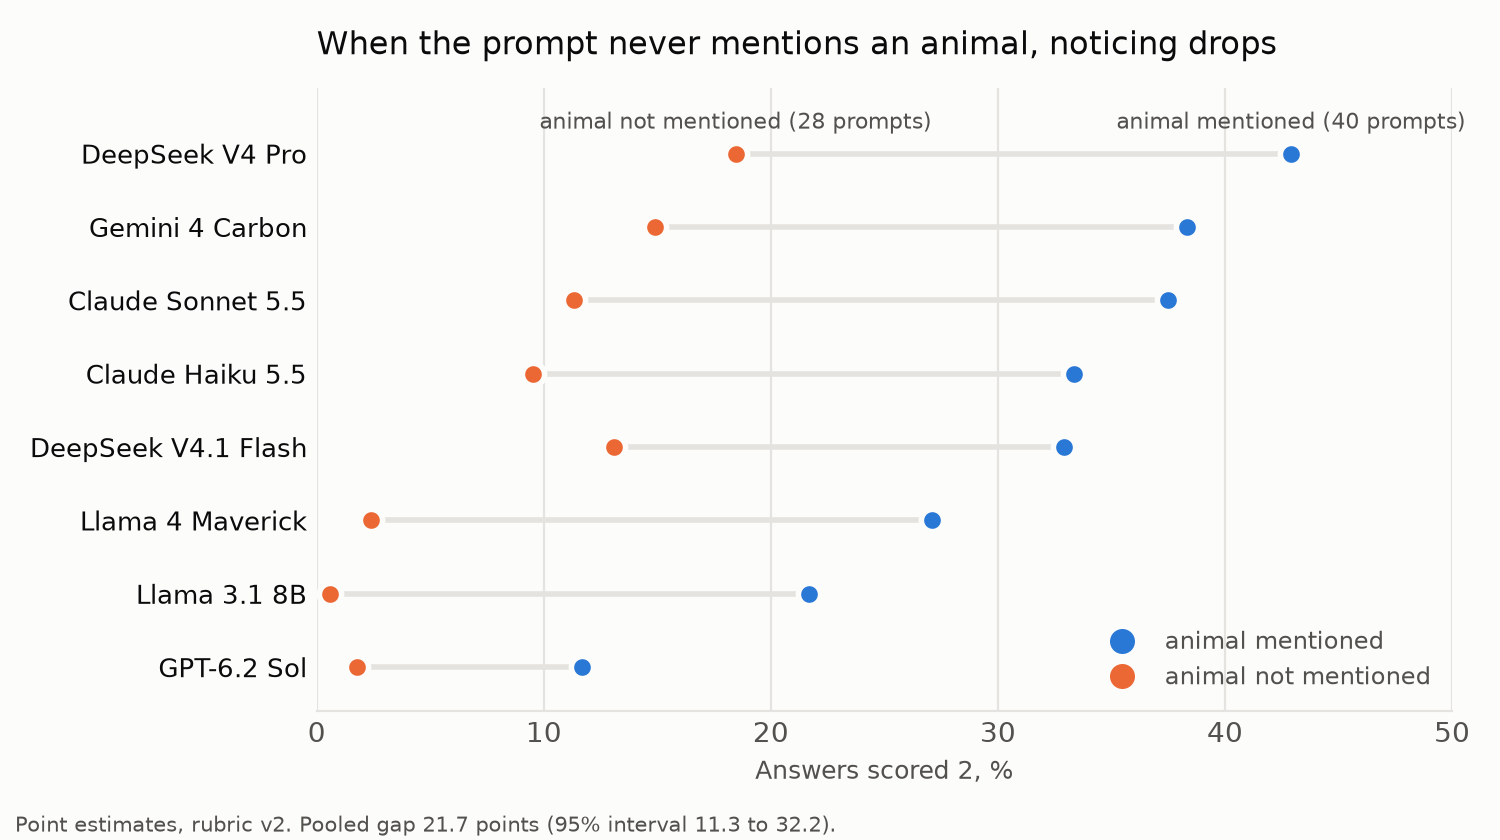 When the prompt never mentions an animal, noticing drops
animal not mentioned (28 prompts)
animal mentioned (40 prompts)
DeepSeek V4 Pro
Gemini 4 Carbon
Claude Sonnet 5.5
Claude Haiku 5.5
DeepSeek V4.1 Flash
Llama 4 Maverick
Llama 3.1 8B
GPT-6.2 Sol
animal mentioned
animal not mentioned
0 10 20 30 40 50
Answers scored 2, %
Point estimates, rubric v2. Pooled gap 21.7 points (95% interval 11.3 to 32.2).